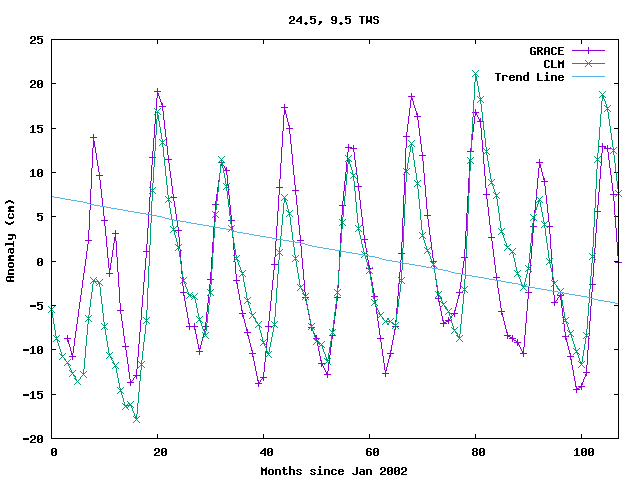 24.5, 9.5 TWS
GRACE
CLM
Trend Line
Anomaly (cm)
25
20
15
10
5
0
-5
-10
-15
-20
0 20 40 60 80 100
Months since Jan 2002